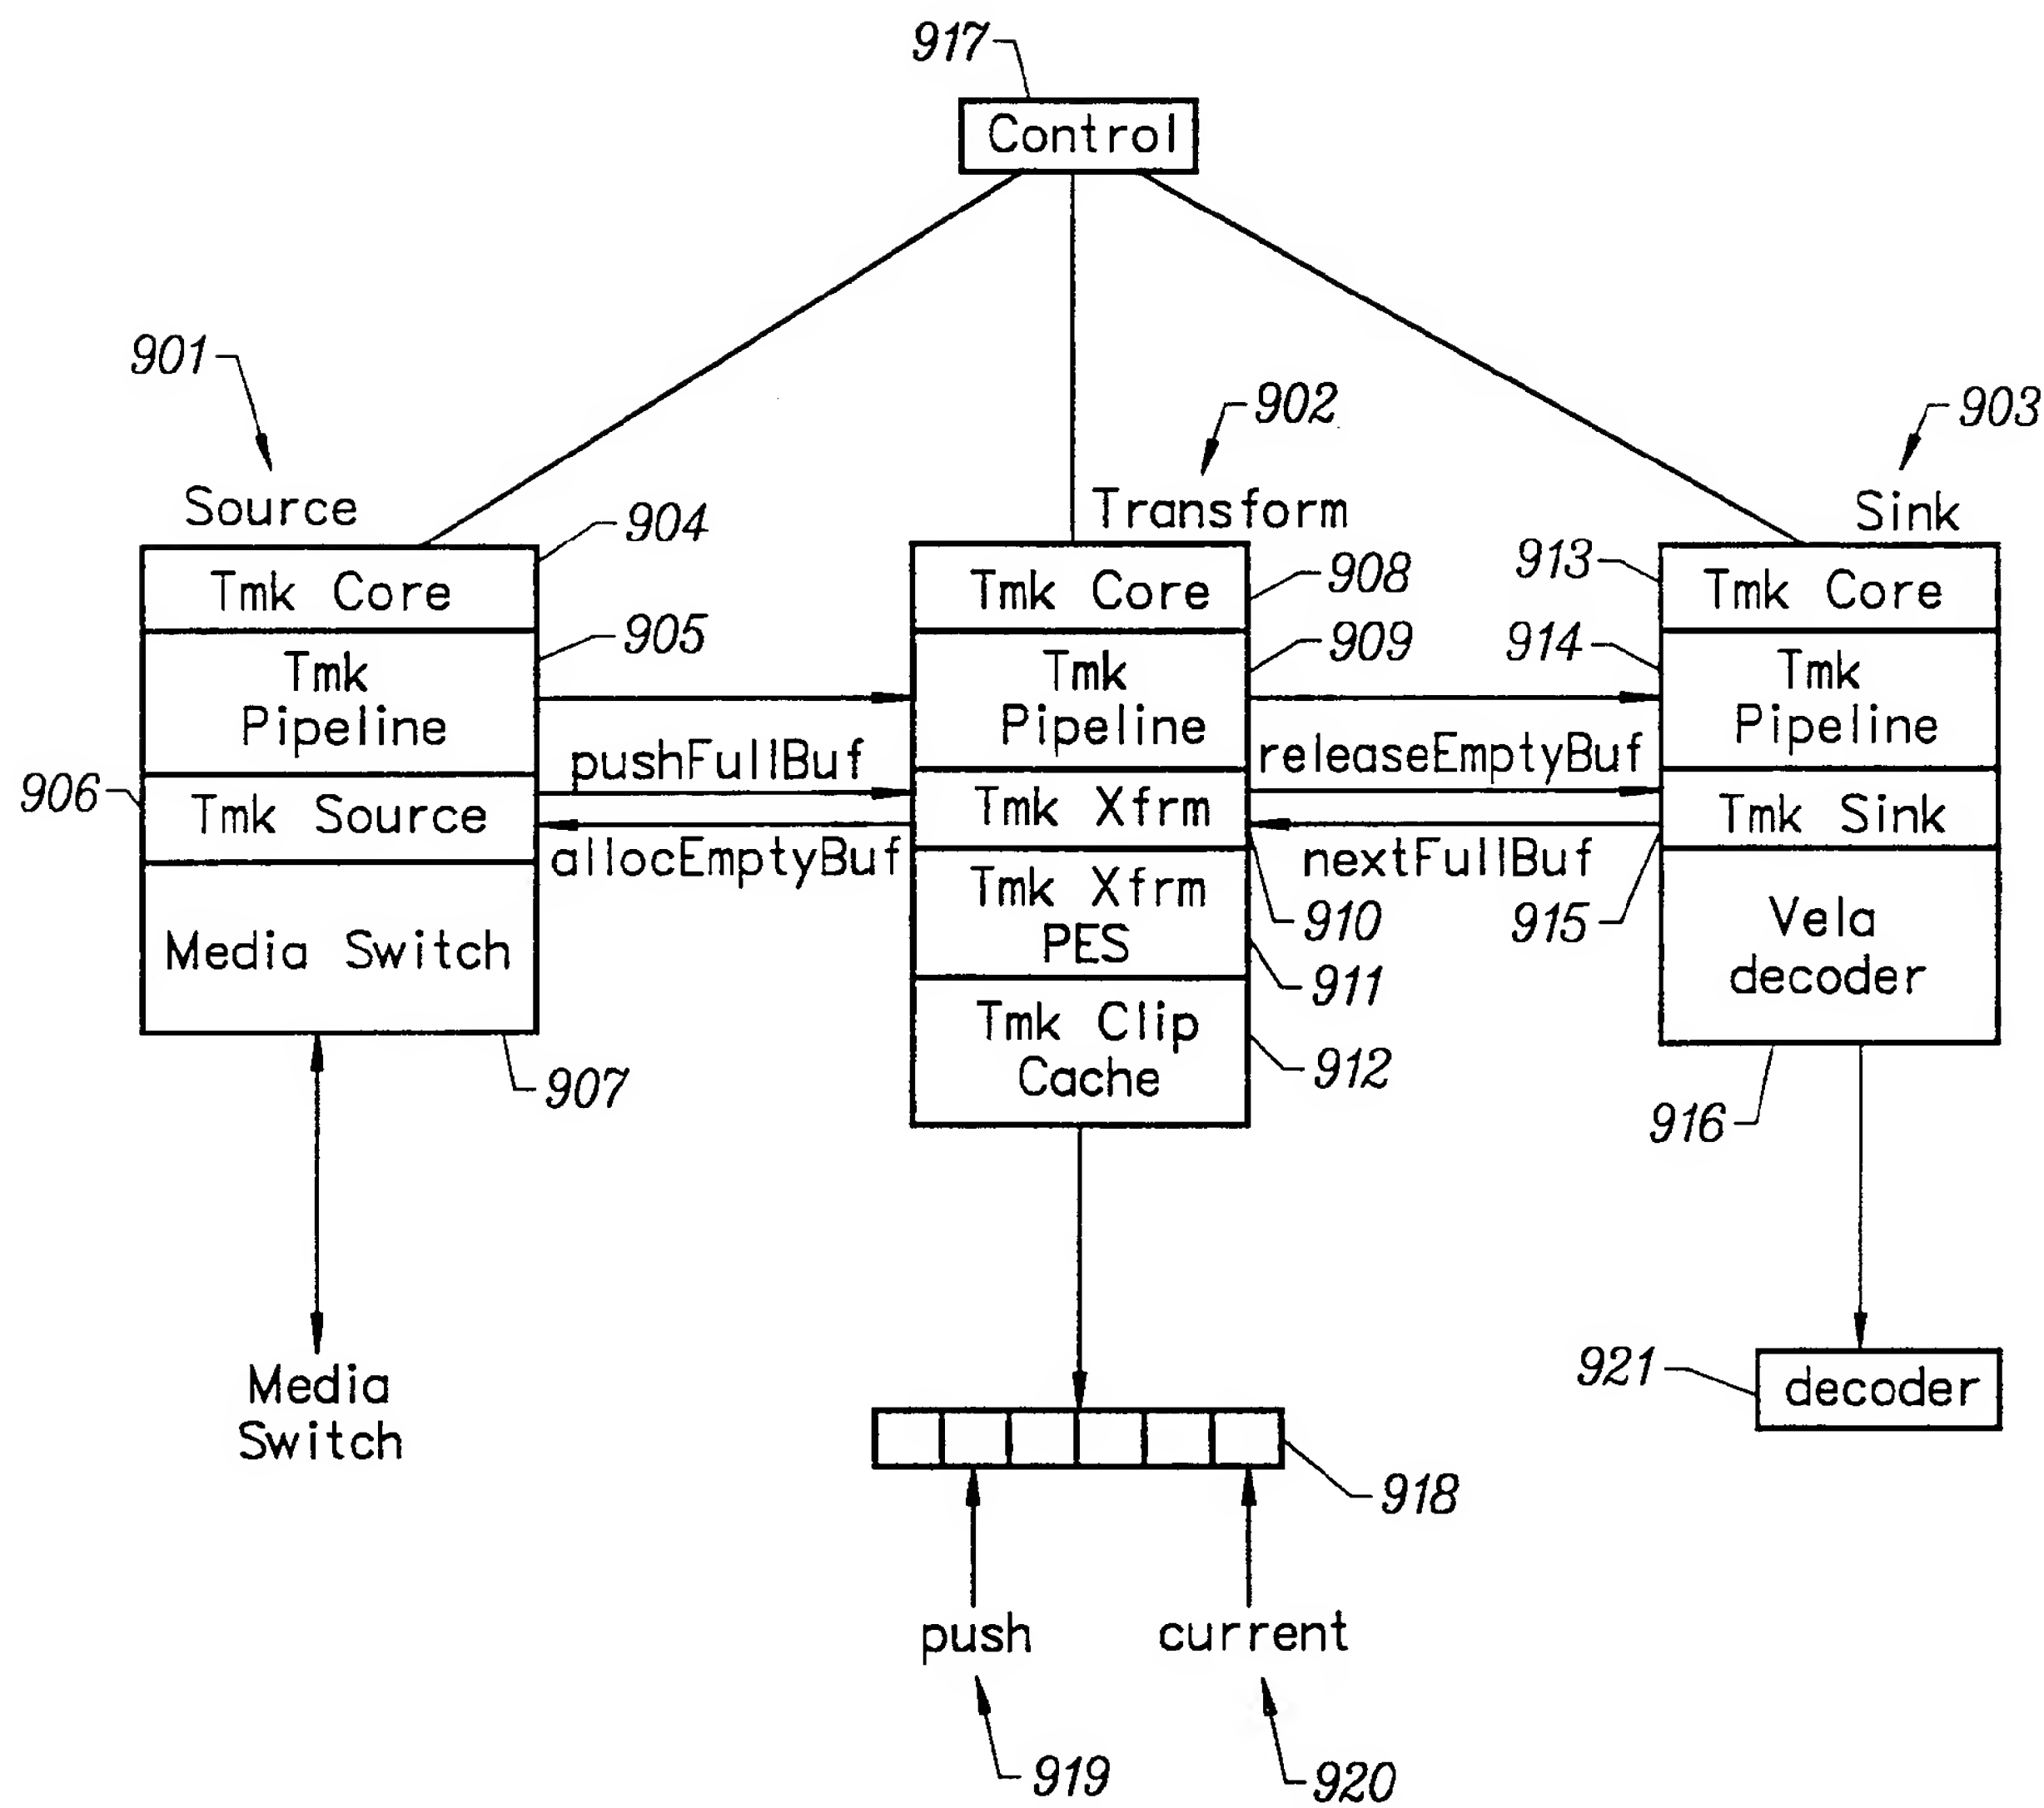 917
Control
901
902
903
Source
Transform
Sink
904
Tmk Core
908
Tmk Core
913
Tmk Core
905
Tmk
Pipeline
909
Tmk
Pipeline
914
Tmk
Pipeline
pushFullBuf
releaseEmptyBuf
906
Tmk Source
Tmk Xfrm
Tmk Sink
allocEmptyBuf
nextFullBuf
910
915
Media Switch
Tmk Xfrm
PES
911
Vela
decoder
907
Tmk Clip
Cache
912
916
Media
Switch
921
decoder
918
push
current
919
920